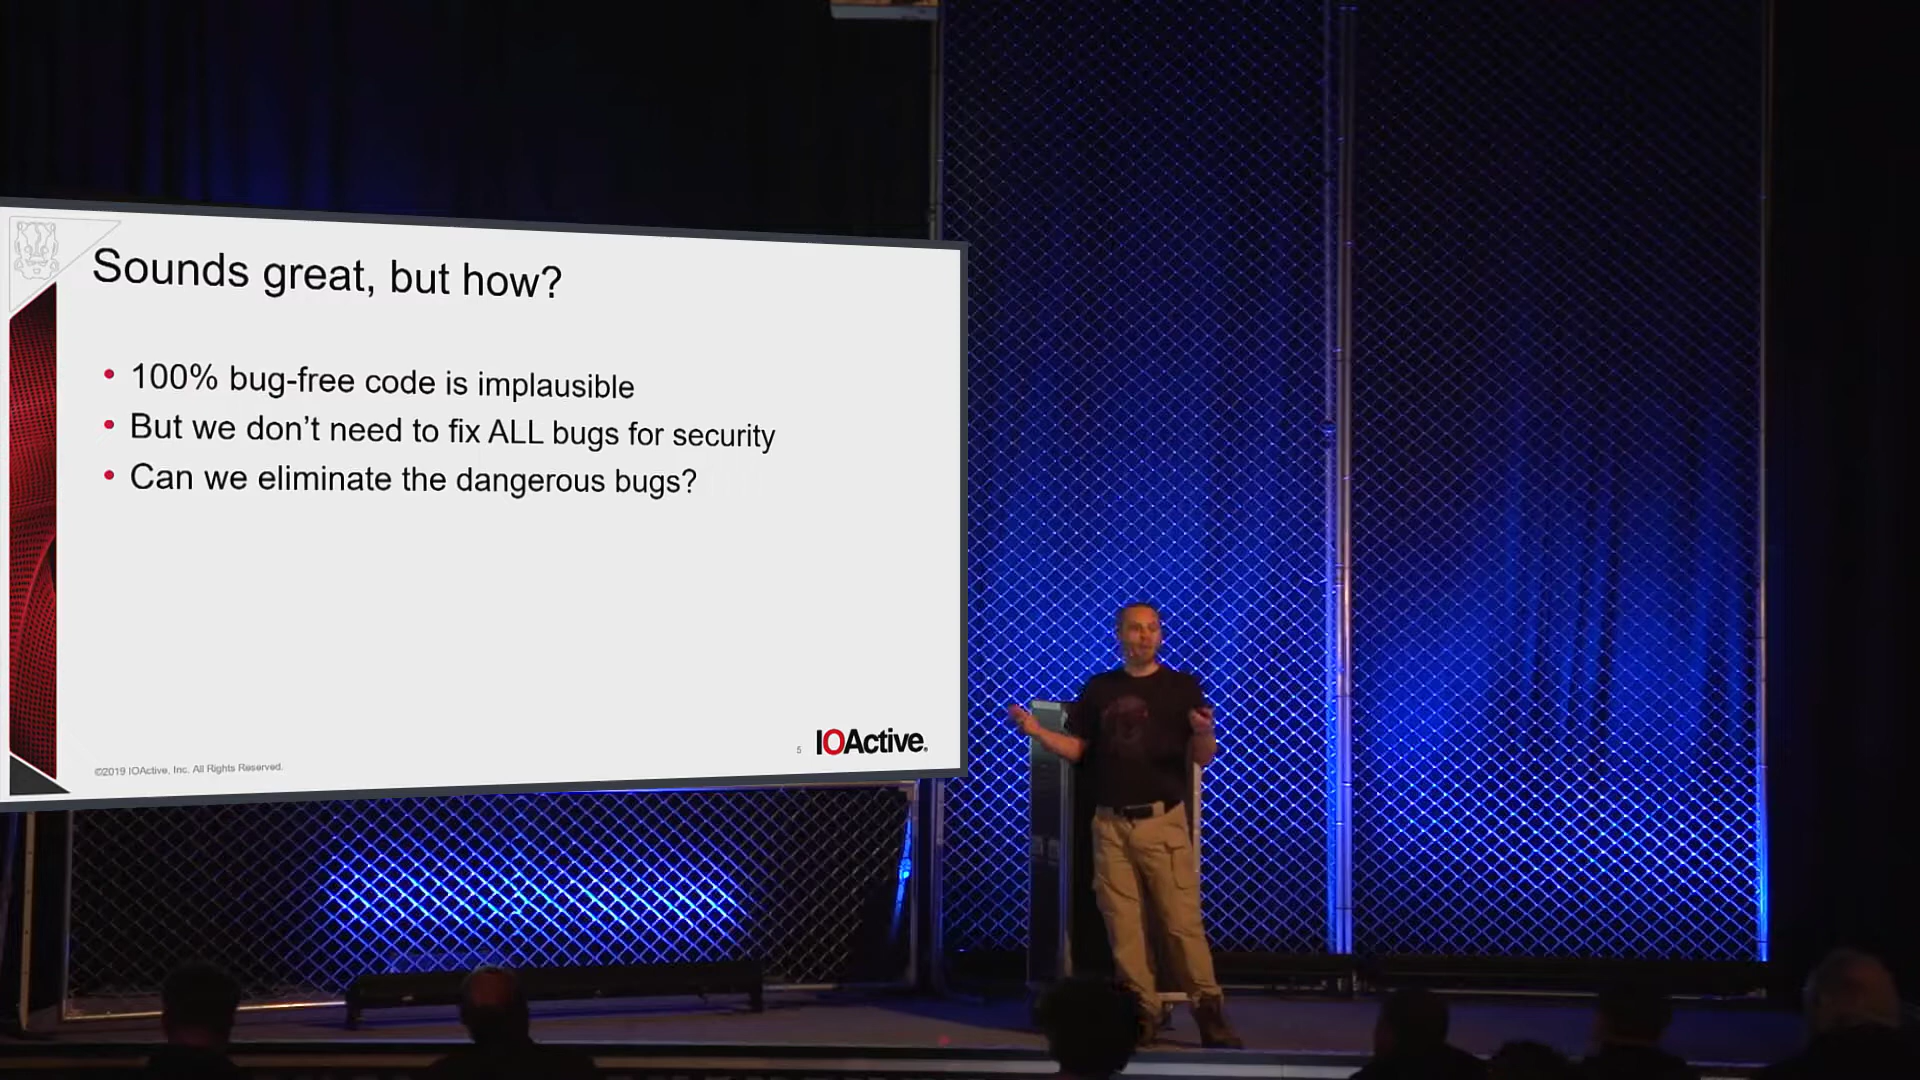 Sounds great, but how?
• 100% bug-free code is implausible
• But we don’t need to fix ALL bugs for security
• Can we eliminate the dangerous bugs?
5 IOActive.
©2019 IOActive, Inc. All Rights Reserved.